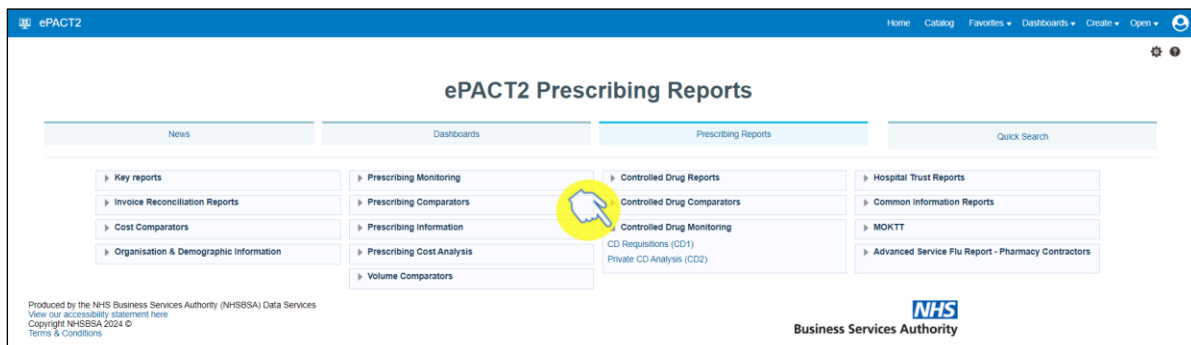 ePACT2
Home Catalog Favorites Dashboards Create Open
ePACT2 Prescribing Reports
News
Dashboards
Prescribing Reports
Quick Search
Key reports
Invoice Reconciliation Reports
Cost Comparators
Organisation & Demographic Information
Prescribing Monitoring
Prescribing Comparators
Prescribing Information
Prescribing Cost Analysis
Volume Comparators
Controlled Drug Reports
Controlled Drug Comparators
Controlled Drug Monitoring
CD Requisitions (CD1)
Private CD Analysis (CD2)
Hospital Trust Reports
Common Information Reports
MOKTT
Advanced Service Flu Report - Pharmacy Contractors
Produced by the NHS Business Services Authority (NHSBSA) Data Services
View our accessibility statement here
Copyright NHSBSA 2024 ©
Terms & Conditions
NHS
Business Services Authority